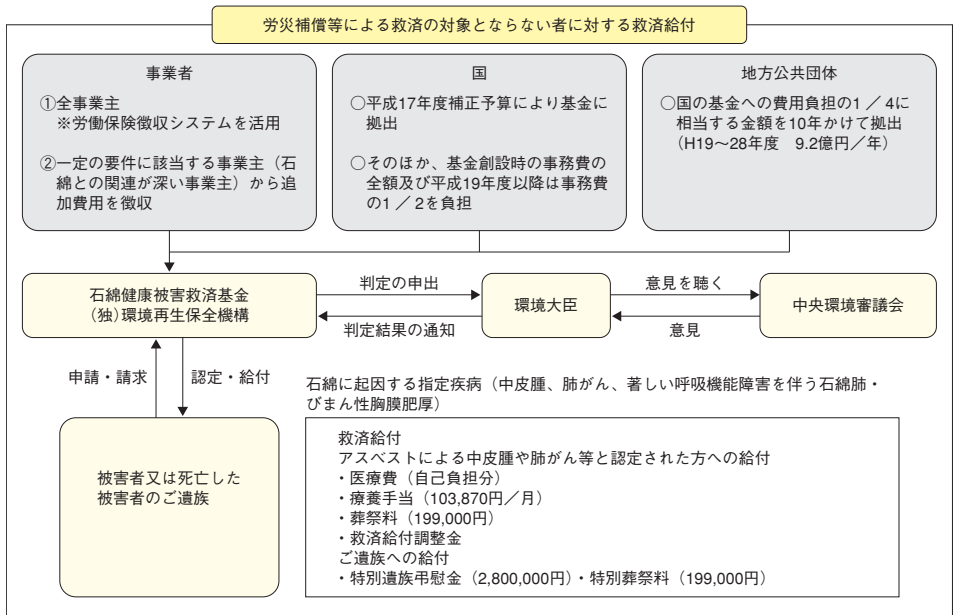 労災補償等による救済の対象とならない者に対する救済給付
事業者
①全事業主
※労働保険徴収システムを活用
②一定の要件に該当する事業主（石
綿との関連が深い事業主）から追
加費用を徴収
国
○平成17年度補正予算により基金に
拠出
○そのほか、基金創設時の事務費の
全額及び平成19年度以降は事務費
の1／2を負担
地方公共団体
○国の基金への費用負担の1／4に
相当する金額を10年かけて拠出
（H19〜28年度　9.2億円／年）
石綿健康被害救済基金
（独）環境再生保全機構
判定の申出
判定結果の通知
環境大臣
意見を聴く
意見
中央環境審議会
申請・請求
認定・給付
被害者又は死亡した
被害者のご遺族
石綿に起因する指定疾病（中皮腫、肺がん、著しい呼吸機能障害を伴う石綿肺・
びまん性胸膜肥厚）
救済給付
アスベストによる中皮腫や肺がん等と認定された方への給付
・医療費（自己負担分）
・療養手当（103,870円／月）
・葬祭料（199,000円）
・救済給付調整金
ご遺族への給付
・特別遺族弔慰金（2,800,000円）・特別葬祭料（199,000円）